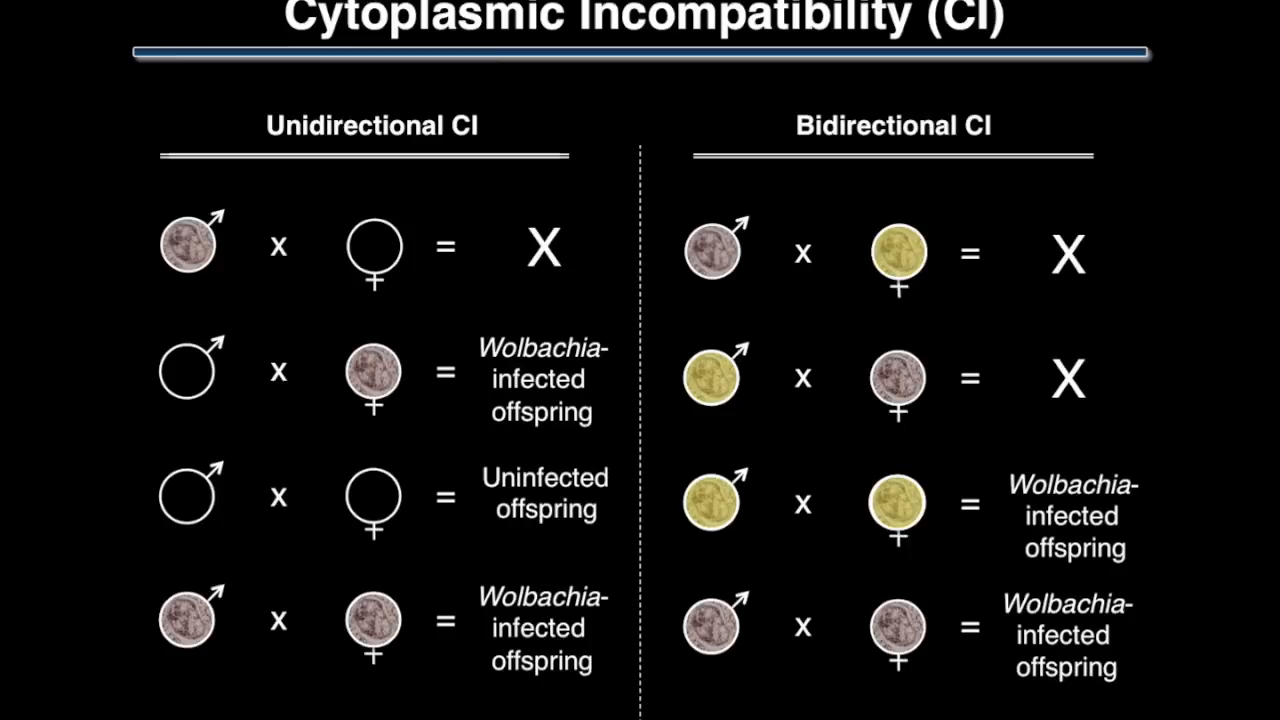 Cytoplasmic Incompatibility (CI)
Unidirectional CI
x = X
x = Wolbachia-
infected
offspring
x = Uninfected
offspring
x = Wolbachia-
infected
offspring
Bidirectional CI
x = X
x = X
x = Wolbachia-
infected
offspring
x = Wolbachia-
infected
offspring